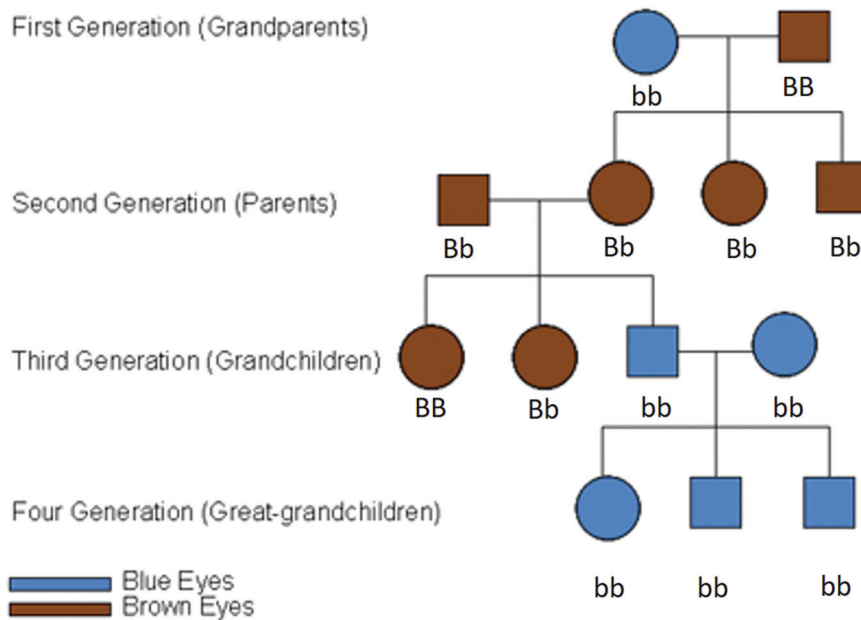 First Generation (Grandparents)
bb
BB
Second Generation (Parents)
Bb
Bb
Bb
Bb
Third Generation (Grandchildren)
BB
Bb
bb
bb
Four Generation (Great-grandchildren)
bb
bb
bb
Blue Eyes
Brown Eyes